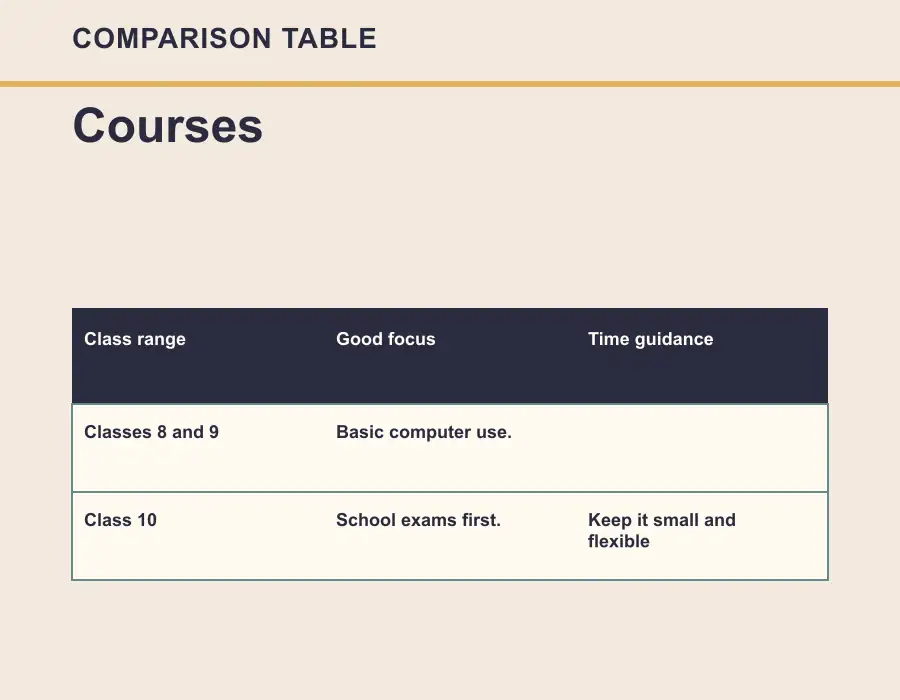 COMPARISON TABLE
Courses
Class range Good focus Time guidance
Classes 8 and 9 Basic computer use.
Class 10 School exams first. Keep it small and
flexible